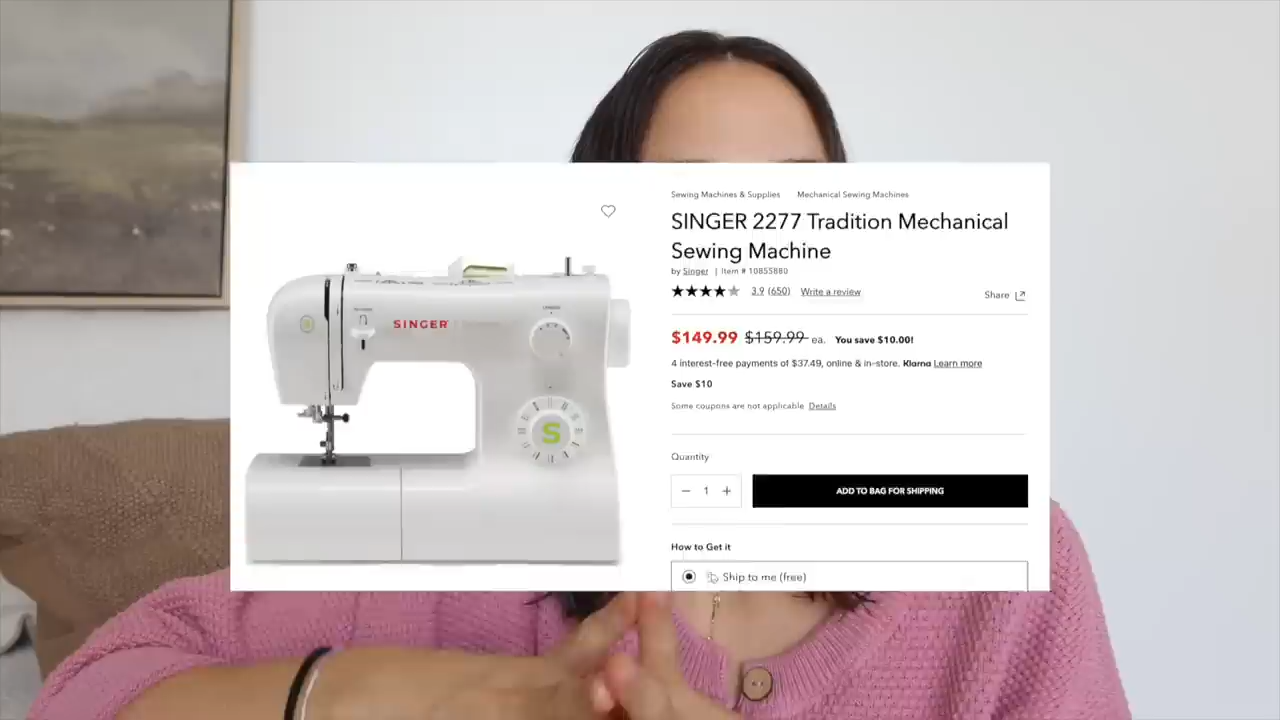 Sewing Machines & Supplies Mechanical Sewing Machines
SINGER 2277 Tradition Mechanical
Sewing Machine
by Singer | Item # 10855880
3.9 (650) Write a review
Share
$149.99 $159.99 ea. You save $10.00!
4 interest-free payments of $37.49, online & in-store. Klarna Learn more
Save $10
Some coupons are not applicable Details
Quantity
− 1 +
ADD TO BAG FOR SHIPPING
How to Get it
Ship to me (free)
SINGER
S